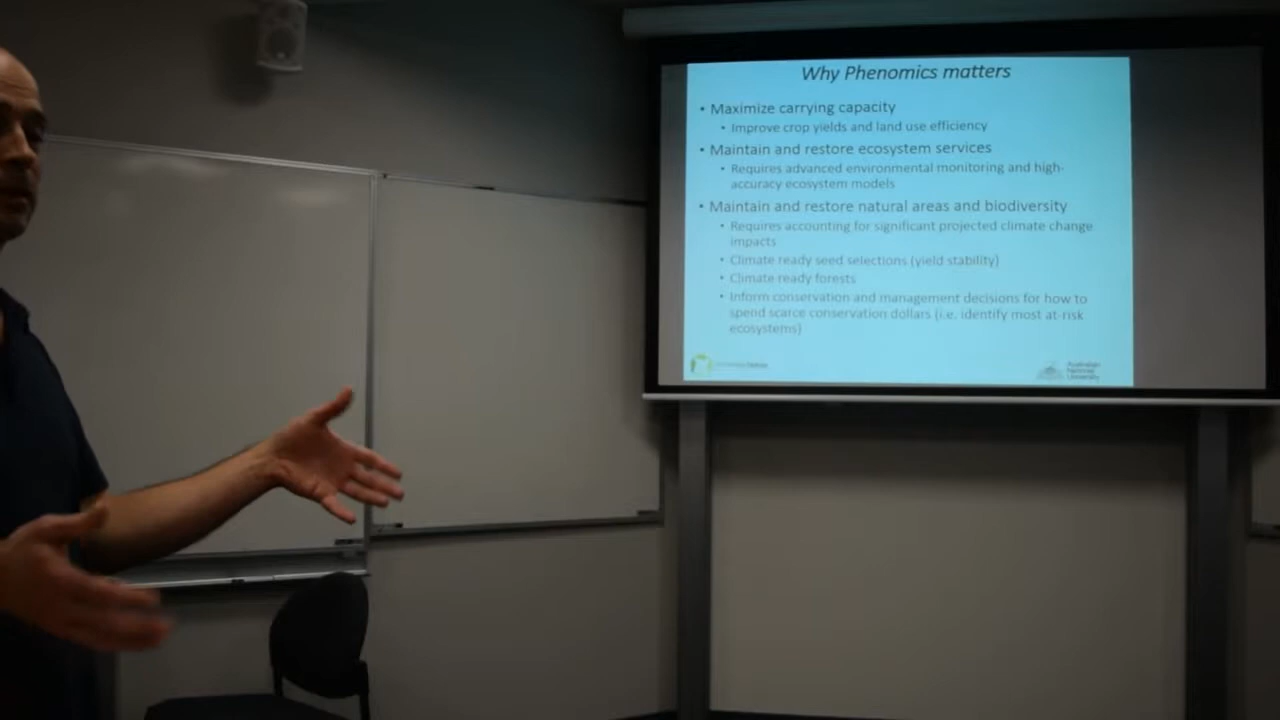 Why Phenomics matters
• Maximize carrying capacity
• Improve crop yields and land use efficiency
• Maintain and restore ecosystem services
• Requires advanced environmental monitoring and high-
accuracy ecosystem models
• Maintain and restore natural areas and biodiversity
• Requires accounting for significant projected climate change
impacts
• Climate ready seed selections (yield stability)
• Climate ready forests
• Inform conservation and management decisions for how to
spend scarce conservation dollars (i.e. identify most at-risk
ecosystems)
Australian
National
University